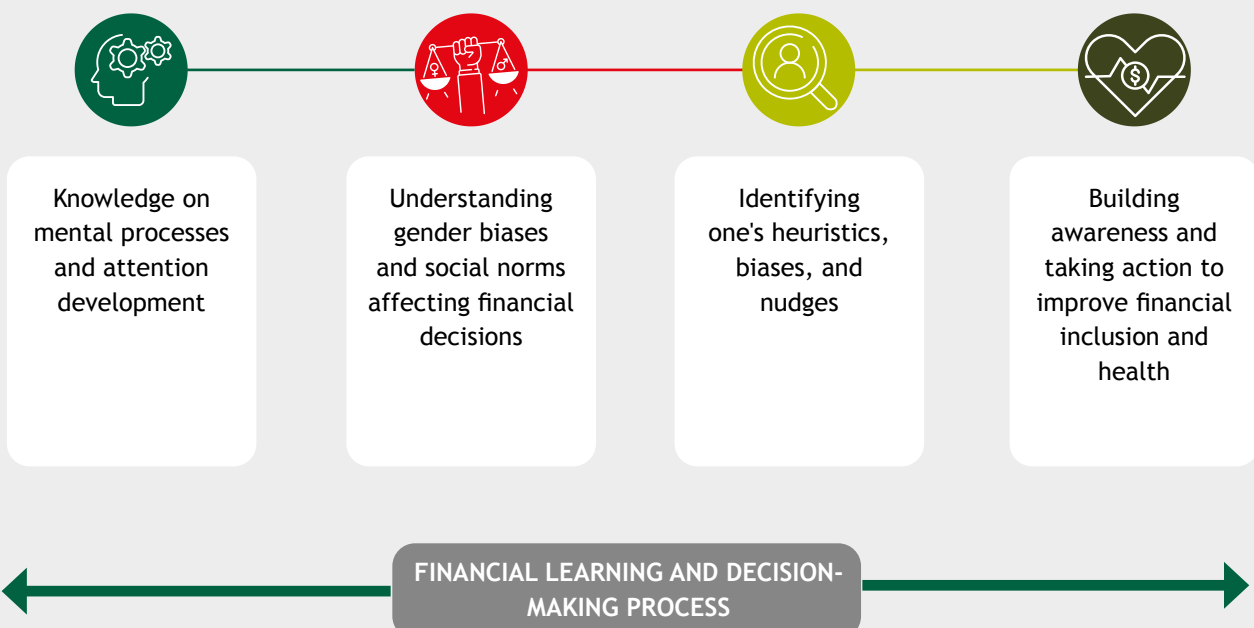 Knowledge on
mental processes
and attention
development
Understanding
gender biases
and social norms
affecting financial
decisions
Identifying
one's heuristics,
biases, and
nudges
Building
awareness and
taking action to
improve financial
inclusion and
health
FINANCIAL LEARNING AND DECISION-
MAKING PROCESS